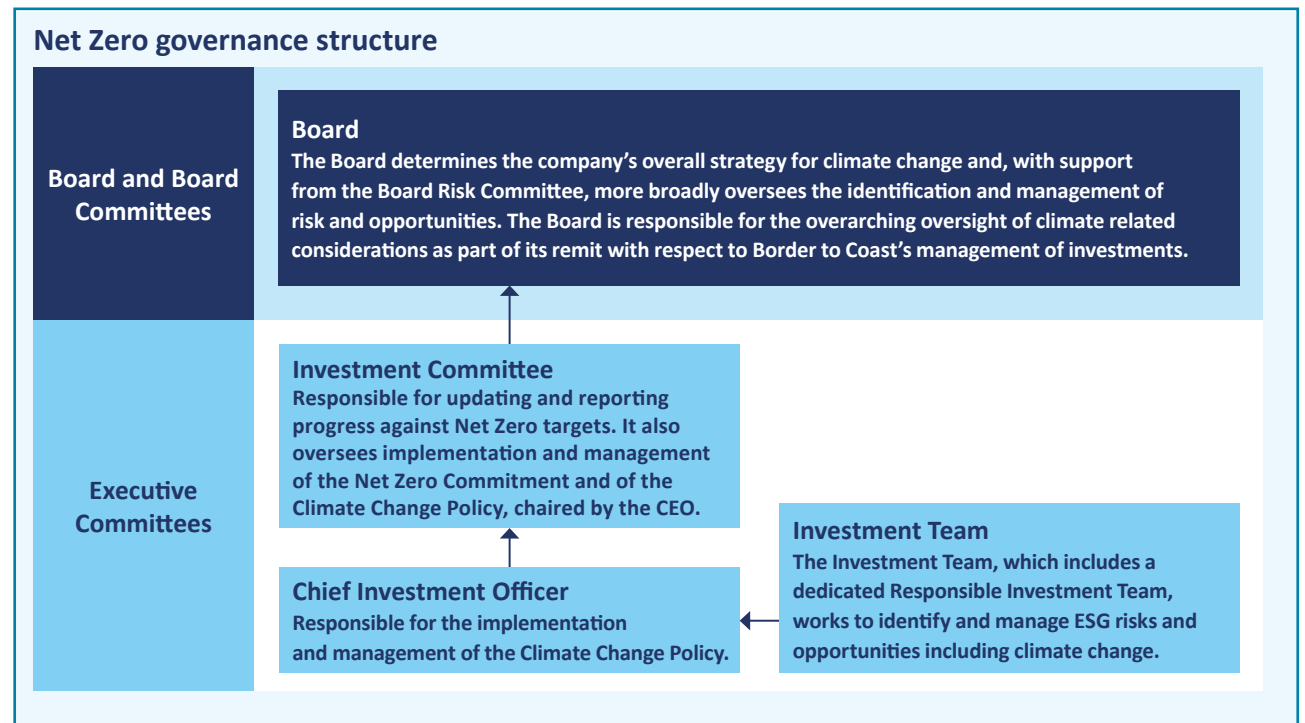 Net Zero governance structure
Board and Board
Committees
Board
The Board determines the company’s overall strategy for climate change and, with support
from the Board Risk Committee, more broadly oversees the identification and management of
risk and opportunities. The Board is responsible for the overarching oversight of climate related
considerations as part of its remit with respect to Border to Coast’s management of investments.
Executive
Committees
Investment Committee
Responsible for updating and reporting
progress against Net Zero targets. It also
oversees implementation and management
of the Net Zero Commitment and of the
Climate Change Policy, chaired by the CEO.
Chief Investment Officer
Responsible for the implementation
and management of the Climate Change Policy.
Investment Team
The Investment Team, which includes a
dedicated Responsible Investment Team,
works to identify and manage ESG risks and
opportunities including climate change.